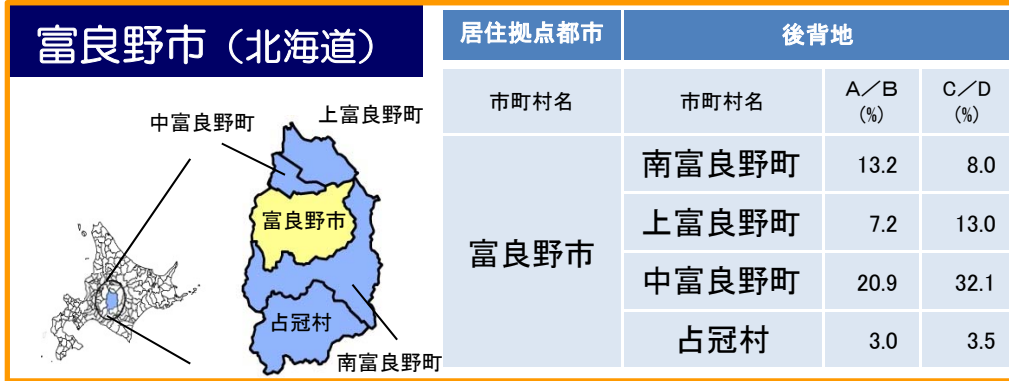 富良野市（北海道）
中富良野町
上富良野町
富良野市
占冠村
南富良野町
居住拠点都市 後背地
市町村名 市町村名 A／B (%) C／D (%)
富良野市
南富良野町 13.2 8.0
上富良野町 7.2 13.0
中富良野町 20.9 32.1
占冠村 3.0 3.5